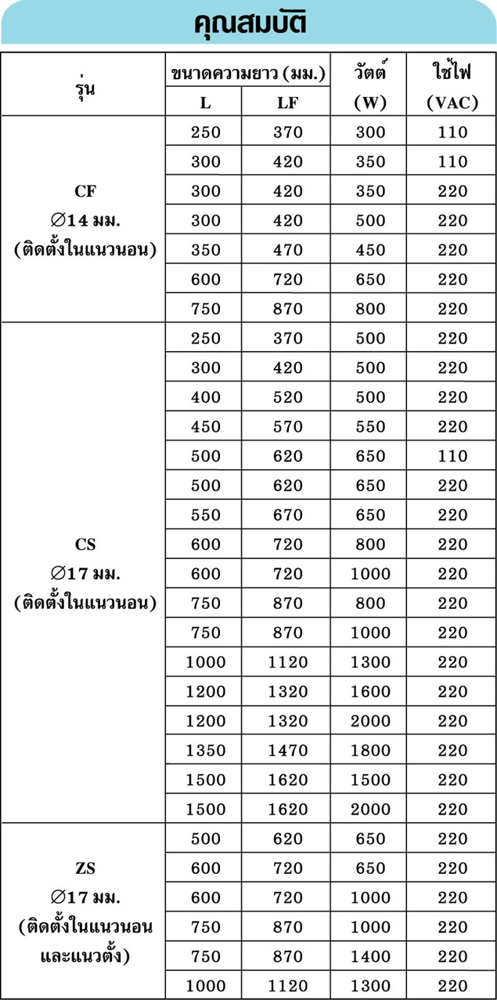 คุณสมบัติ
รุ่น ขนาดความยาว (มม.) วัตต์ (W) ใช้ไฟ (VAC)
L LF
CF
∅14 มม.
(ติดตั้งในแนวนอน)
250 370 300 110
300 420 350 110
300 420 350 220
300 420 500 220
350 470 450 220
600 720 650 220
750 870 800 220
CS
∅17 มม.
(ติดตั้งในแนวนอน)
250 370 500 220
300 420 500 220
400 520 500 220
450 570 550 220
500 620 650 110
500 620 650 220
550 670 650 220
600 720 800 220
600 720 1000 220
750 870 800 220
750 870 1000 220
1000 1120 1300 220
1200 1320 1600 220
1200 1320 2000 220
1350 1470 1800 220
1500 1620 1500 220
1500 1620 2000 220
ZS
∅17 มม.
(ติดตั้งในแนวนอน
และแนวตั้ง)
500 620 650 220
600 720 650 220
600 720 1000 220
750 870 1000 220
750 870 1400 220
1000 1120 1300 220